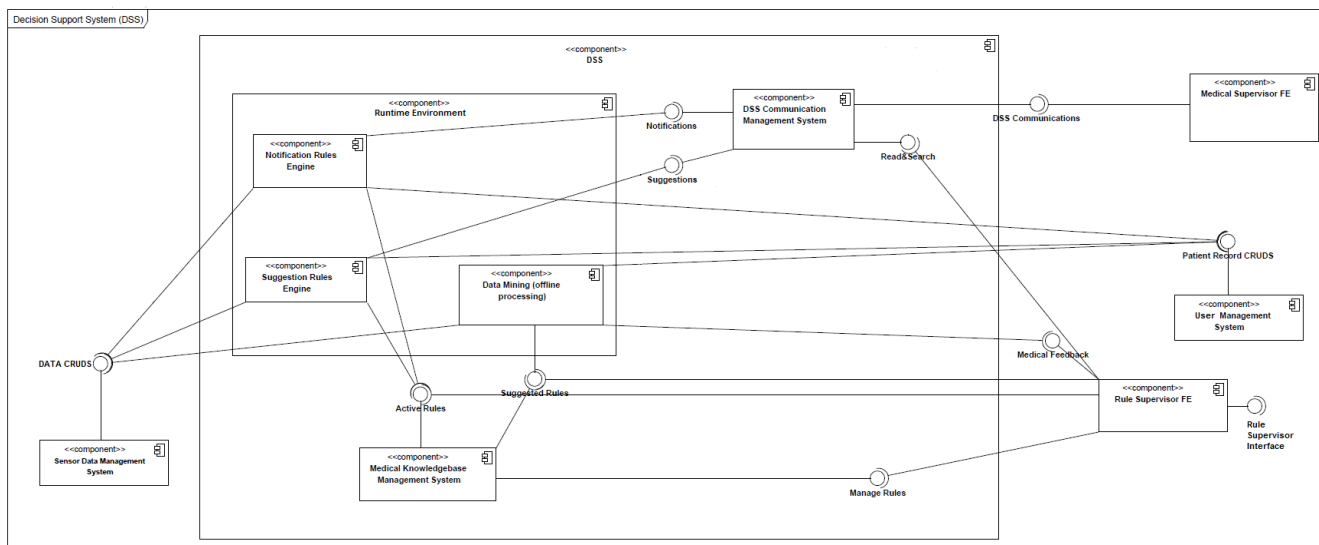 Decision Support System (DSS)
<<component>>
DSS
<<component>>
Runtime Environment
<<component>>
Notification Rules
Engine
Notifications
<<component>>
DSS Communication
Management System
Suggestions
Read&Search
DSS Communications
<<component>>
Medical Supervisor FE
<<component>>
Suggestion Rules
Engine
<<component>>
Data Mining (offline
processing)
Patient Record CRUDS
<<component>>
User Management
System
DATA CRUDS
Medical Feedback
Active Rules
Suggested Rules
<<component>>
Rule Supervisor FE
Rule
Supervisor
Interface
<<component>>
Sensor Data Management
System
<<component>>
Medical Knowledgebase
Management System
Manage Rules